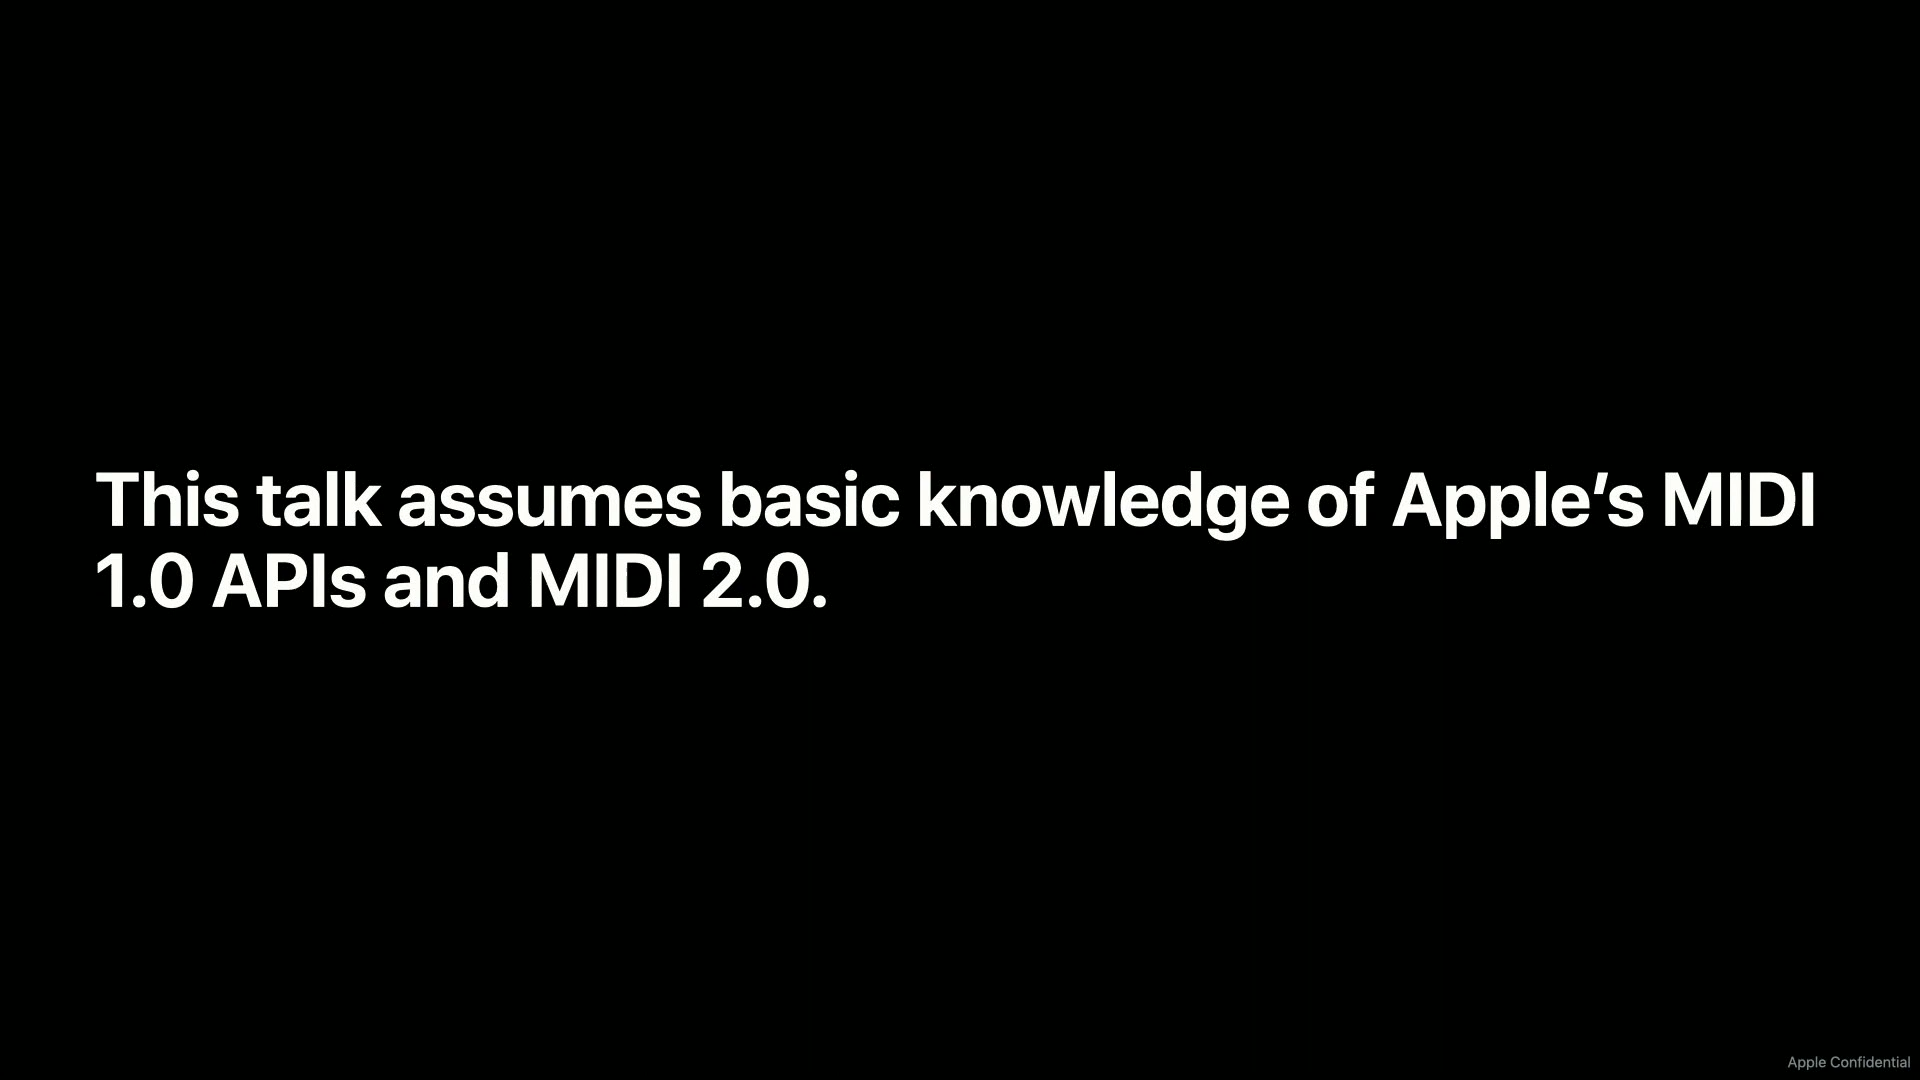 This talk assumes basic knowledge of Apple’s MIDI
1.0 APIs and MIDI 2.0.
Apple Confidential